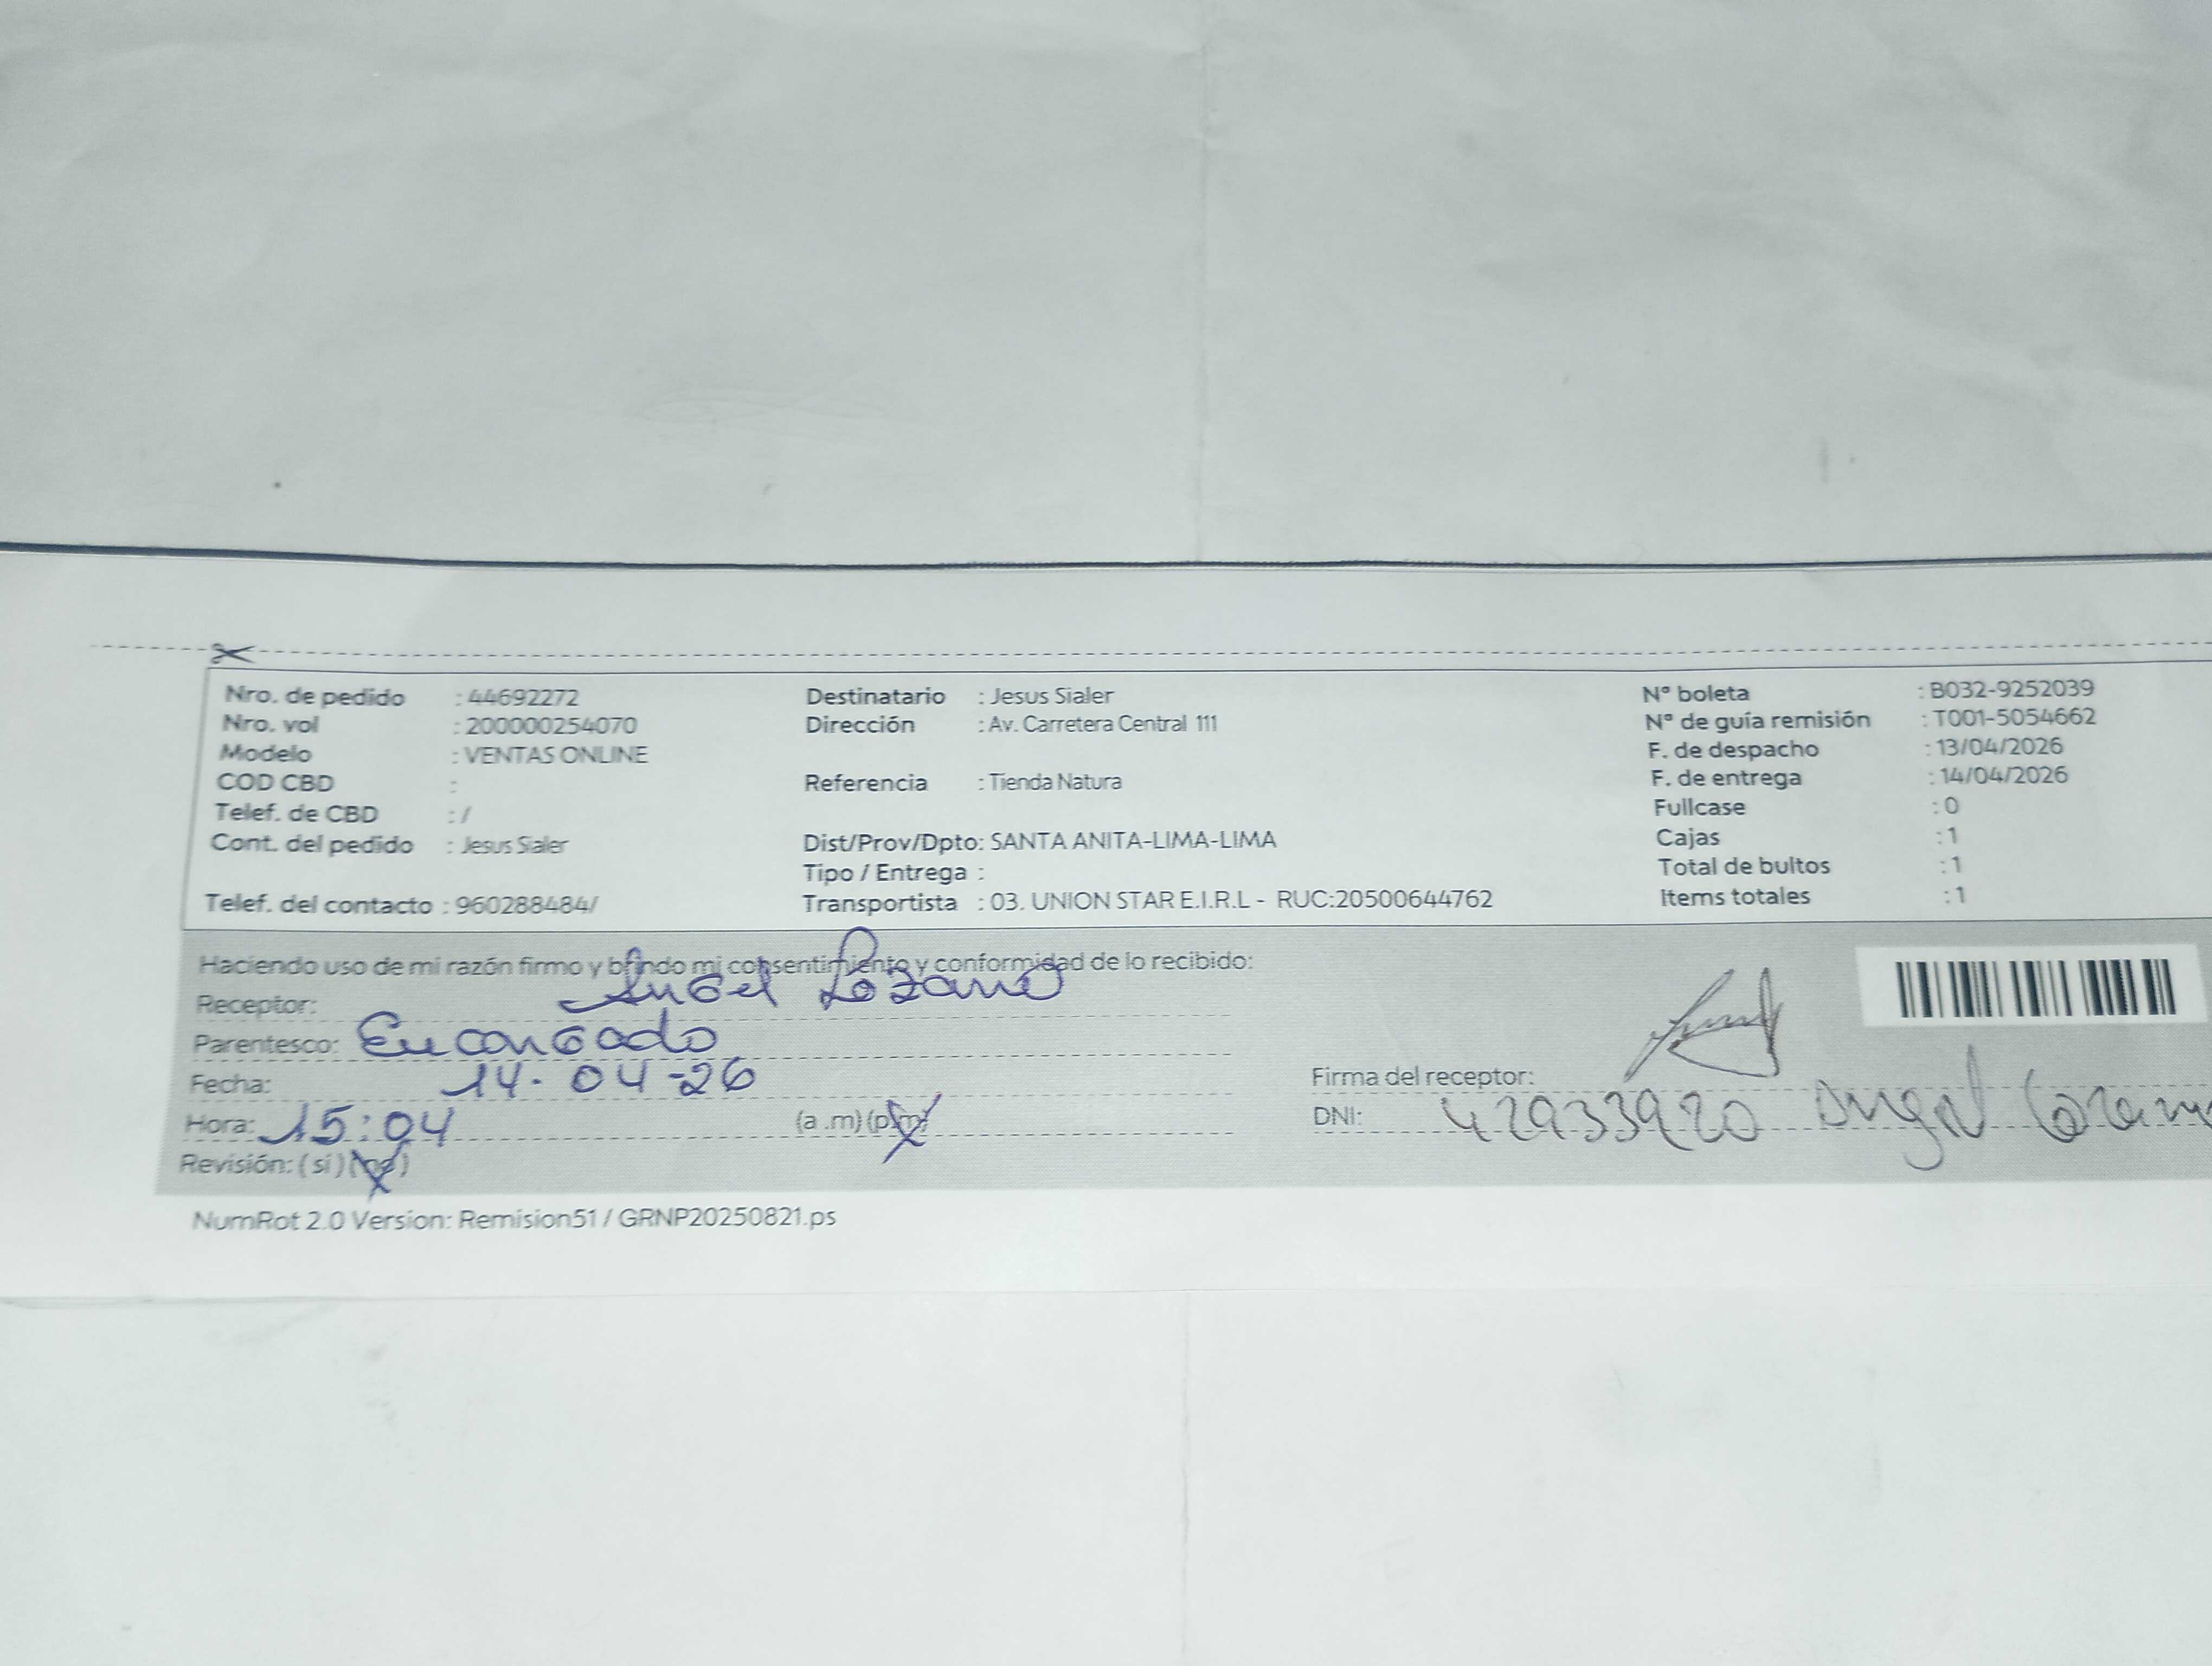 Nro. de pedido : 44692272
Nro. vol : 200000254070
Modelo : VENTAS ONLINE
COD CBD :
Telef. de CBD : /
Cont. del pedido : Jesus Sialer
Telef. del contacto : 960288484/
Destinatario : Jesus Sialer
Dirección : Av. Carretera Central 111
Referencia : Tienda Natura
Dist/Prov/Dpto: SANTA ANITA-LIMA-LIMA
Tipo / Entrega :
Transportista : 03. UNION STAR E.I.R.L - RUC:20500644762
Nº boleta : B032-9252039
Nº de guía remisión : T001-5054662
F. de despacho : 13/04/2026
F. de entrega : 14/04/2026
Fullcase : 0
Cajas : 1
Total de bultos : 1
Items totales : 1
Haciendo uso de mi razón firmo y brindo mi consentimiento y conformidad de lo recibido:
Receptor: Angel Lozano
Parentesco: Encargado
Fecha: 14-04-26
Hora: 15:04 (a .m) (p.m)
Revisión: (si) (no)
Firma del receptor:
DNI: 42933920 Angel Lozano
NumRot 2.0 Version: Remision51 / GRNP20250821.ps